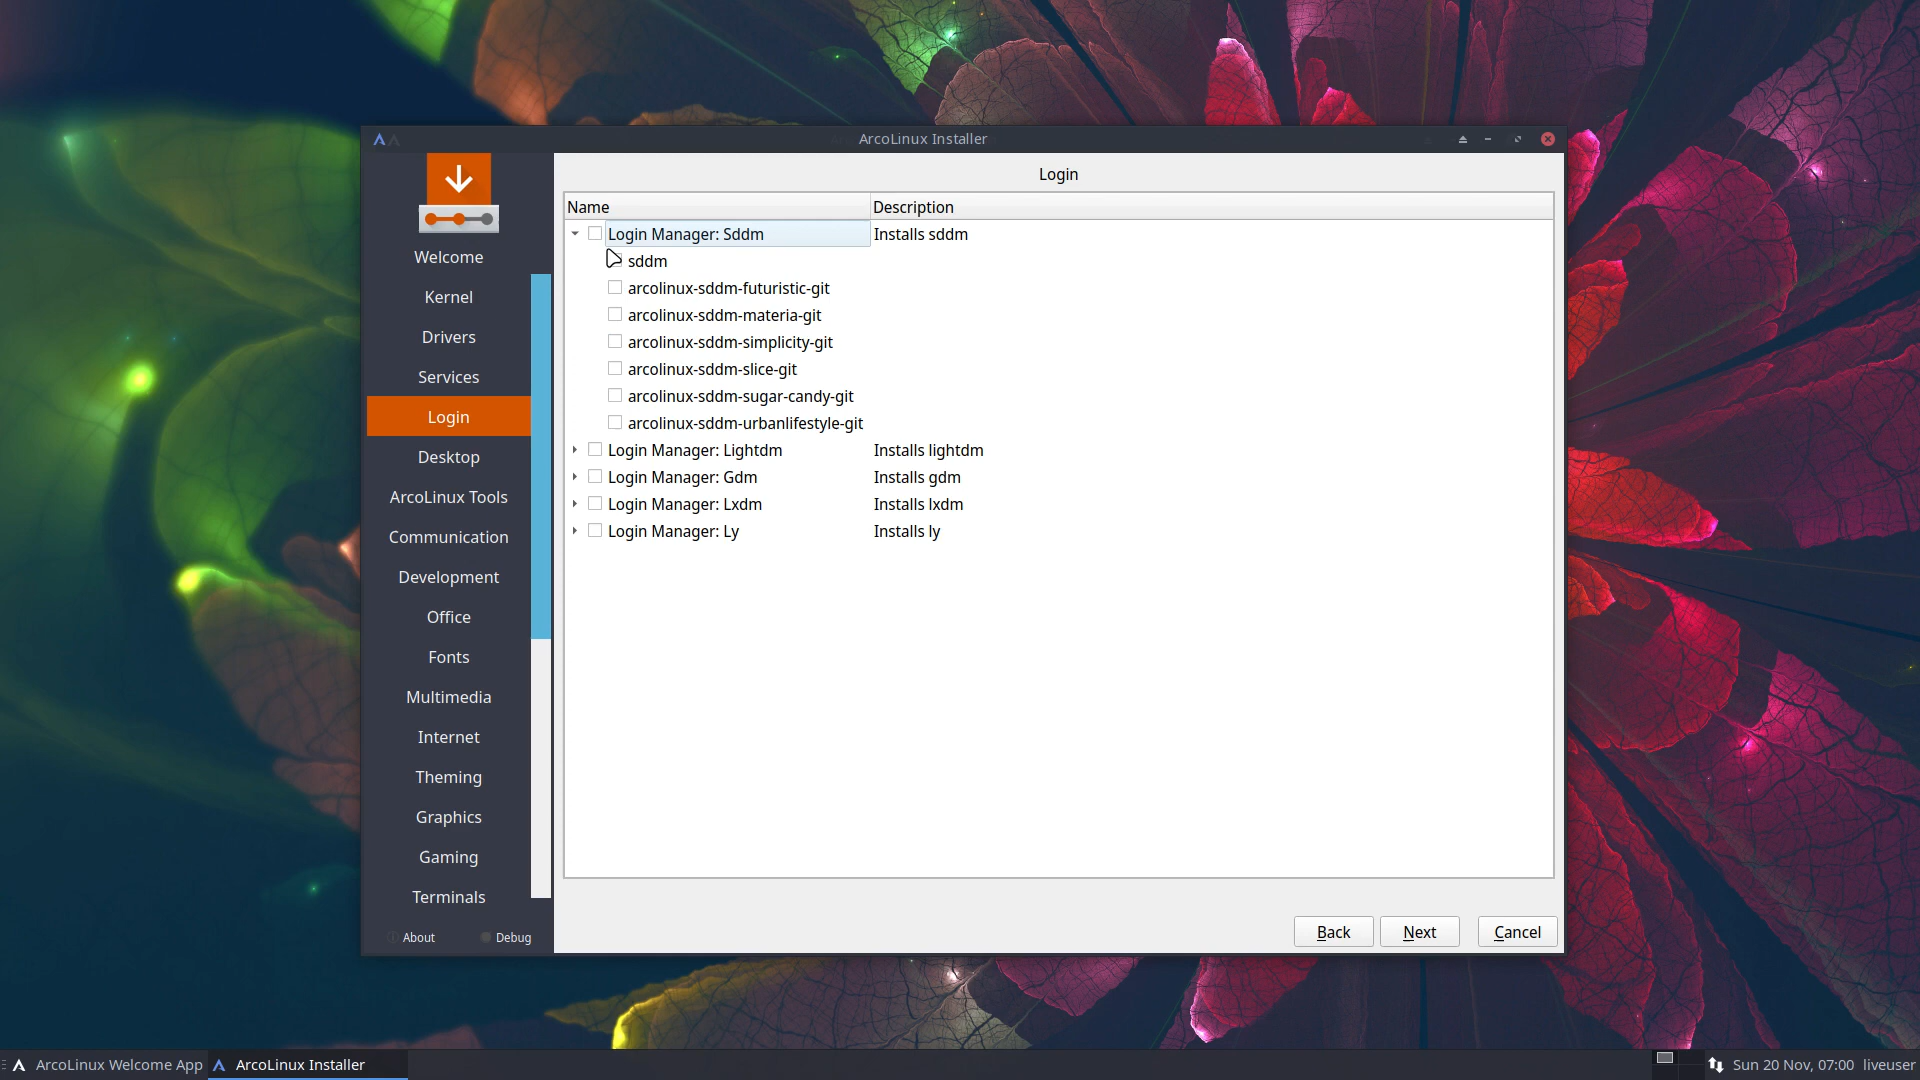 ArcoLinux Installer
Login
Name Description
Login Manager: Sddm Installs sddm
sddm
arcolinux-sddm-futuristic-git
arcolinux-sddm-materia-git
arcolinux-sddm-simplicity-git
arcolinux-sddm-slice-git
arcolinux-sddm-sugar-candy-git
arcolinux-sddm-urbanlifestyle-git
Login Manager: Lightdm Installs lightdm
Login Manager: Gdm Installs gdm
Login Manager: Lxdm Installs lxdm
Login Manager: Ly Installs ly
Welcome
Kernel
Drivers
Services
Login
Desktop
ArcoLinux Tools
Communication
Development
Office
Fonts
Multimedia
Internet
Theming
Graphics
Gaming
Terminals
About Debug
Back Next Cancel
ArcoLinux Welcome App ArcoLinux Installer Sun 20 Nov, 07:00 liveuser